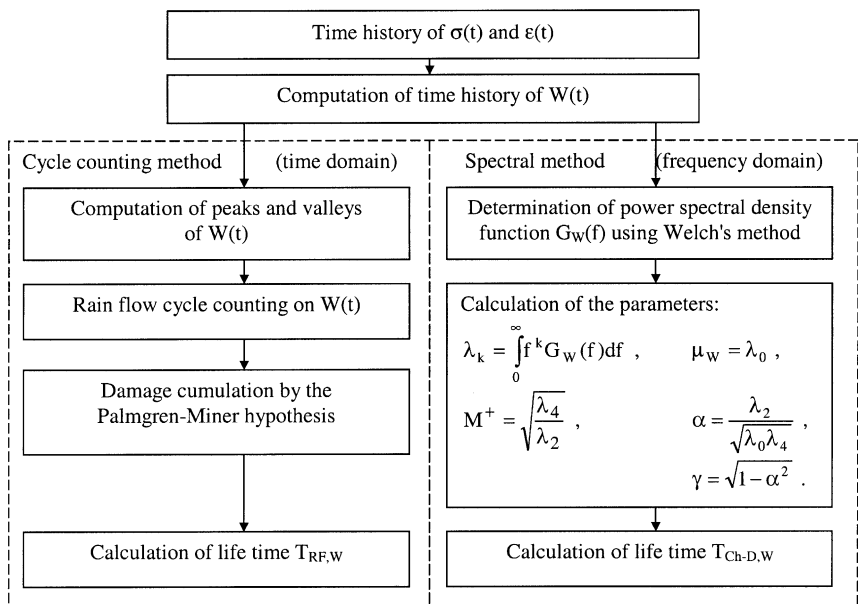 Time history of σ(t) and ε(t)
Computation of time history of W(t)
Cycle counting method (time domain)
Computation of peaks and valleys
of W(t)
Rain flow cycle counting on W(t)
Damage cumulation by the
Palmgren-Miner hypothesis
Calculation of life time T_RF,W
Spectral method (frequency domain)
Determination of power spectral density
function G_W(f) using Welch's method
Calculation of the parameters:
λ_k = ∫_0^∞ f^k G_W(f)df , μ_W = λ_0 ,
M^+ = √(λ_4/λ_2) , α = λ_2/√(λ_0λ_4) ,
γ = √(1−α^2) .
Calculation of life time T_Ch-D,W